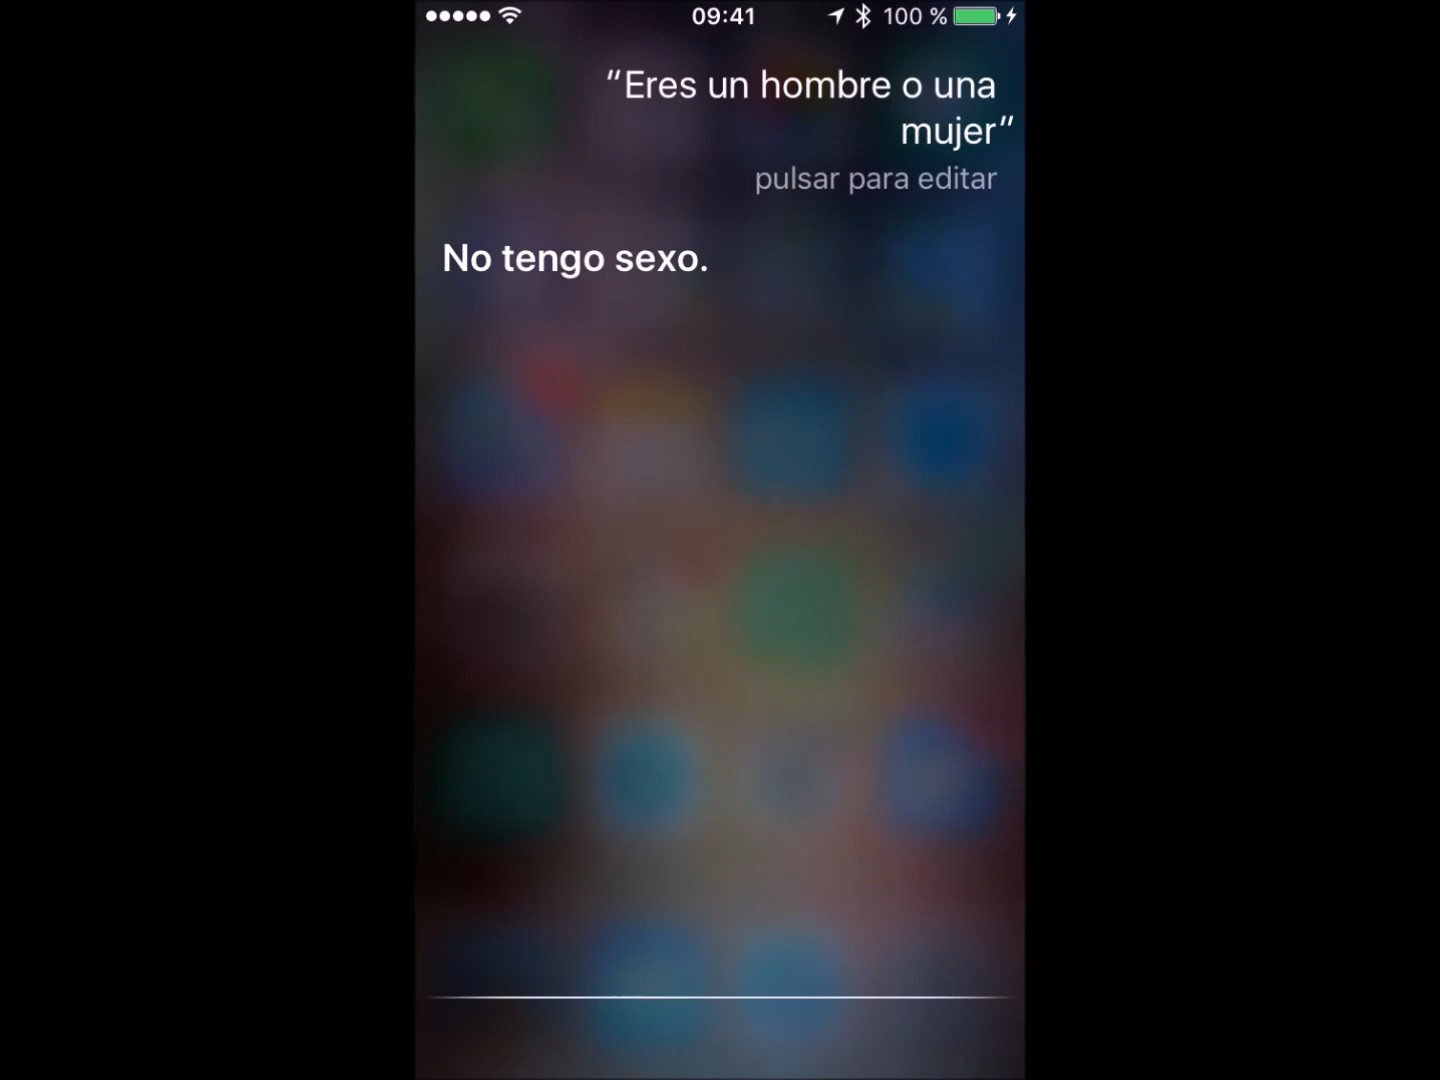 09:41
100 %
“Eres un hombre o una
mujer”
pulsar para editar
No tengo sexo.